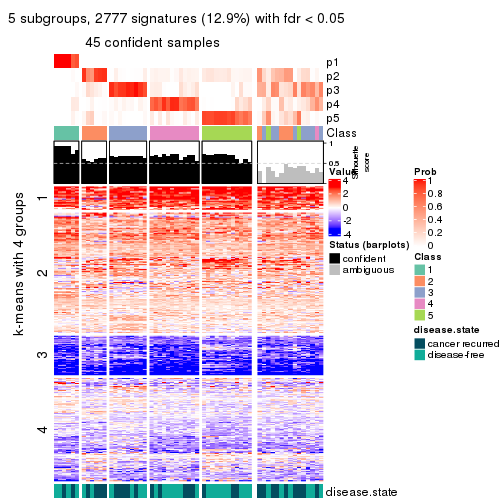 5 subgroups, 2777 signatures (12.9%) with fdr < 0.05
45 confident samples
p1
p2
p3
p4
p5
Class
1
0.5
0
Silhouette
score
k-means with 4 groups
1
2
3
4
disease.state
Value
4
2
0
-2
-4
Status (barplots)
confident
ambiguous
Prob
1
0.8
0.6
0.4
0.2
0
Class
1
2
3
4
5
disease.state
cancer recurred
disease-free